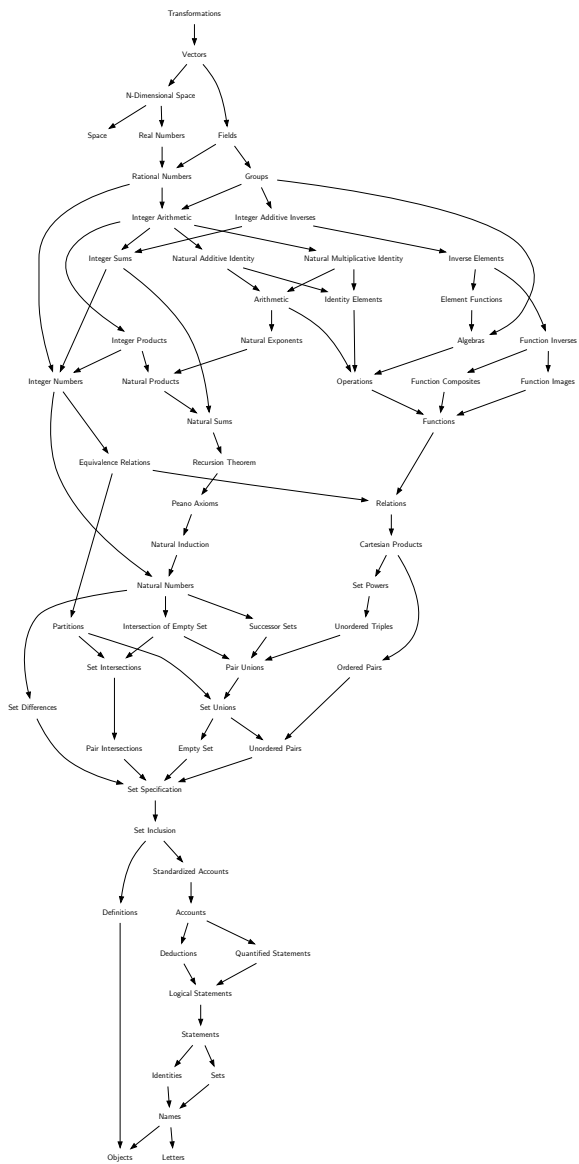 Transformations
Vectors
N-Dimensional Space
Space
Real Numbers
Fields
Rational Numbers
Groups
Integer Arithmetic
Integer Additive Inverses
Integer Sums
Natural Additive Identity
Natural Multiplicative Identity
Inverse Elements
Arithmetic
Identity Elements
Element Functions
Integer Products
Natural Exponents
Algebras
Function Inverses
Integer Numbers
Natural Products
Operations
Function Composites
Function Images
Natural Sums
Functions
Equivalence Relations
Recursion Theorem
Peano Axioms
Relations
Natural Induction
Cartesian Products
Natural Numbers
Set Powers
Partitions
Intersection of Empty Set
Successor Sets
Unordered Triples
Set Intersections
Pair Unions
Ordered Pairs
Set Differences
Set Unions
Pair Intersections
Empty Set
Unordered Pairs
Set Specification
Set Inclusion
Standardized Accounts
Definitions
Accounts
Deductions
Quantified Statements
Logical Statements
Statements
Identities
Sets
Names
Objects
Letters